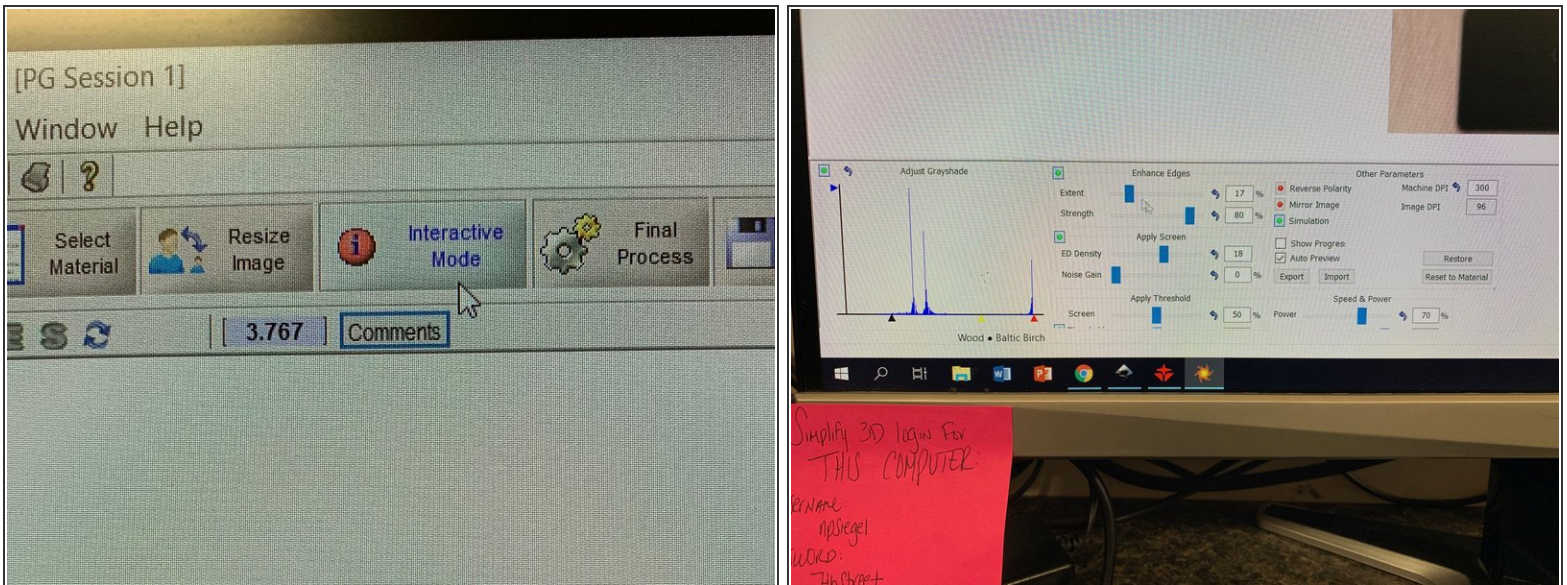 [PG Session 1]
Window Help
Select Material
Resize Image
Interactive Mode
Final Process
[ 3.767 ] Comments
Adjust Grayshade
Wood • Baltic Birch
Enhance Edges
Extent 17 %
Strength 80 %
Apply Screen
ED Density 18
Noise Gain 0 %
Apply Threshold
Screen 50 %
Other Parameters
Reverse Polarity Machine DPI 300
Mirror Image Image DPI 96
Simulation
Show Progres:
Auto Preview Restore
Export Import Reset to Material
Speed & Power
Power 70 %
Simplify 3D login For
THIS COMPUTER:
npsiegel